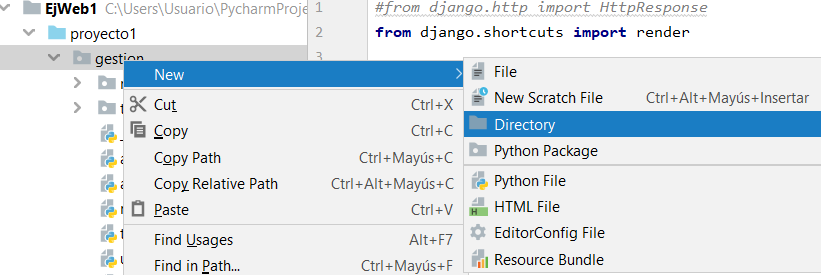 EjWeb1 C:\Users\Usuario\PycharmProje
proyecto1
gestion
1 #from django.http import HttpResponse
2 from django.shortcuts import render
3
New
Cut Ctrl+X
Copy Ctrl+C
Copy Path Ctrl+Mayús+C
Copy Relative Path Ctrl+Alt+Mayús+C
Paste Ctrl+V
Find Usages Alt+F7
Find in Path... Ctrl+Mayús+F
File
New Scratch File Ctrl+Alt+Mayús+Insertar
Directory
Python Package
Python File
HTML File
EditorConfig File
Resource Bundle